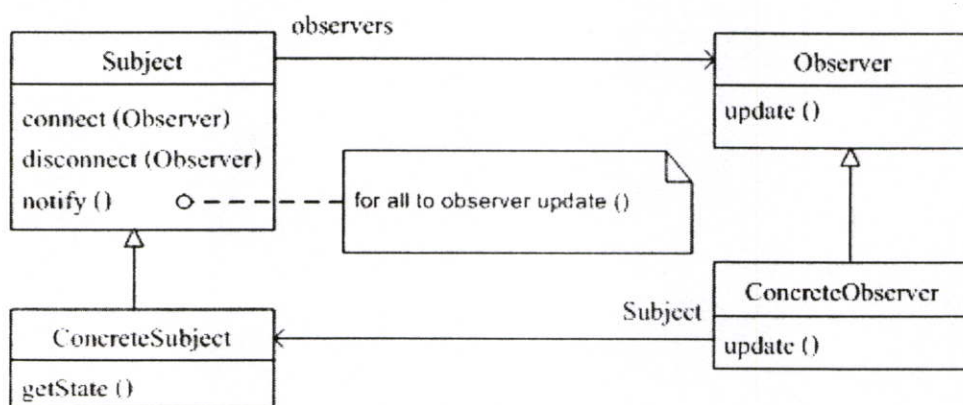 observers
Subject
connect (Observer)
disconnect (Observer)
notify ()
for all to observer update ()
Observer
update ()
ConcreteSubject
getState ()
Subject
ConcreteObserver
update ()